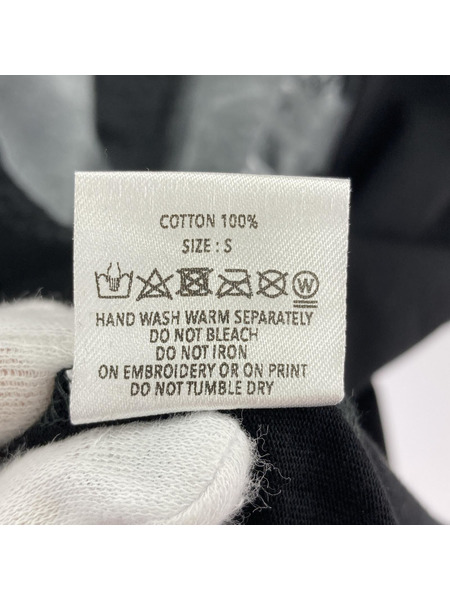 COTTON 100%
SIZE : S
W
HAND WASH WARM SEPARATELY
DO NOT BLEACH
DO NOT IRON
ON EMBROIDERY OR ON PRINT
DO NOT TUMBLE DRY